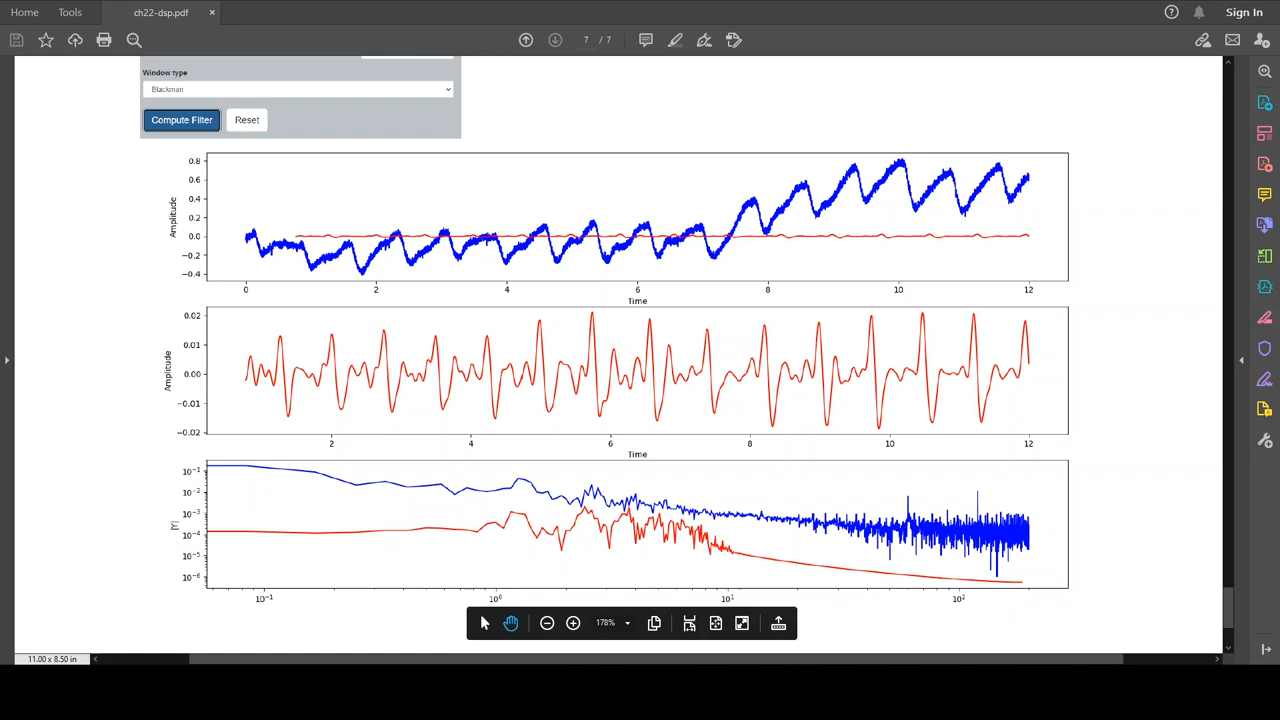 Home Tools ch22-dsp.pdf × Sign In
7 / 7
Window type
Blackman
Compute Filter Reset
0.8
0.6
0.4
0.2
0.0
−0.2
−0.4
Amplitude
0 2 4 6 8 10 12
Time
0.02
0.01
0.00
−0.01
−0.02
Amplitude
2 4 6 8 10 12
Time
10⁻¹
10⁻²
10⁻³
10⁻⁴
10⁻⁵
10⁻⁶
|Y|
10⁻¹ 10⁰ 10¹ 10²
178%
11.00 x 8.50 in